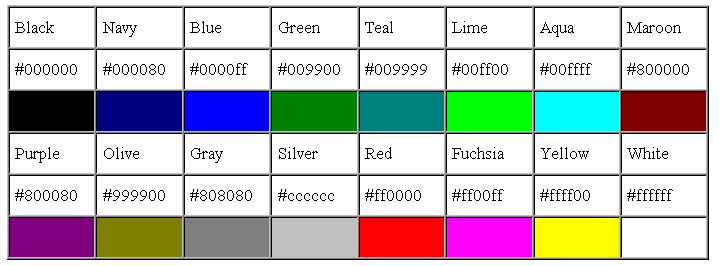 Black Navy Blue Green Teal Lime Aqua Maroon
#000000 #000080 #0000ff #009900 #009999 #00ff00 #00ffff #800000
Purple Olive Gray Silver Red Fuchsia Yellow White
#800080 #999900 #808080 #cccccc #ff0000 #ff00ff #ffff00 #ffffff